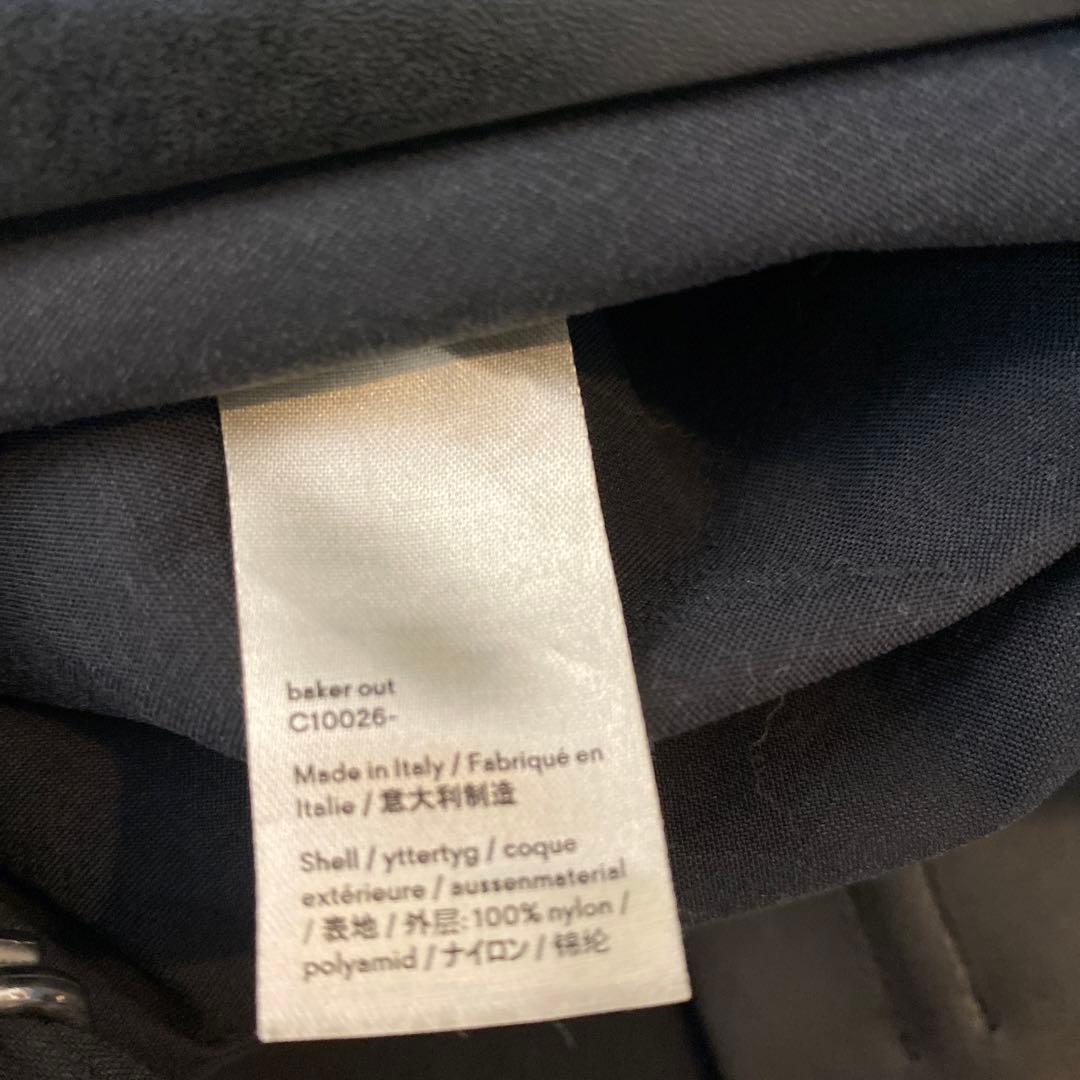 baker out
C10026-
Made in Italy / Fabriqué en
Italie / 意大利制造
Shell / yttertyg / coque
extérieure / aussenmaterial
/ 表地 / 外层: 100% nylon /
polyamid / ナイロン / 锦纶